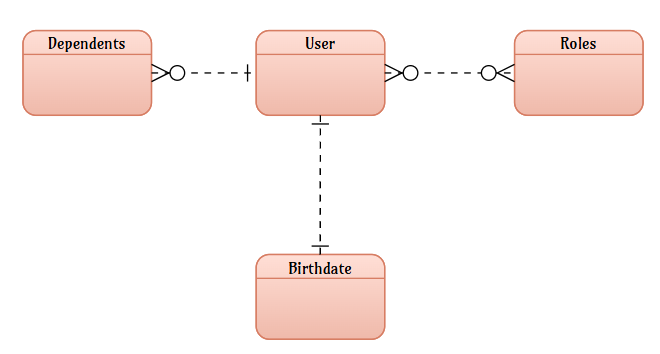 Dependents
User
Roles
Birthdate